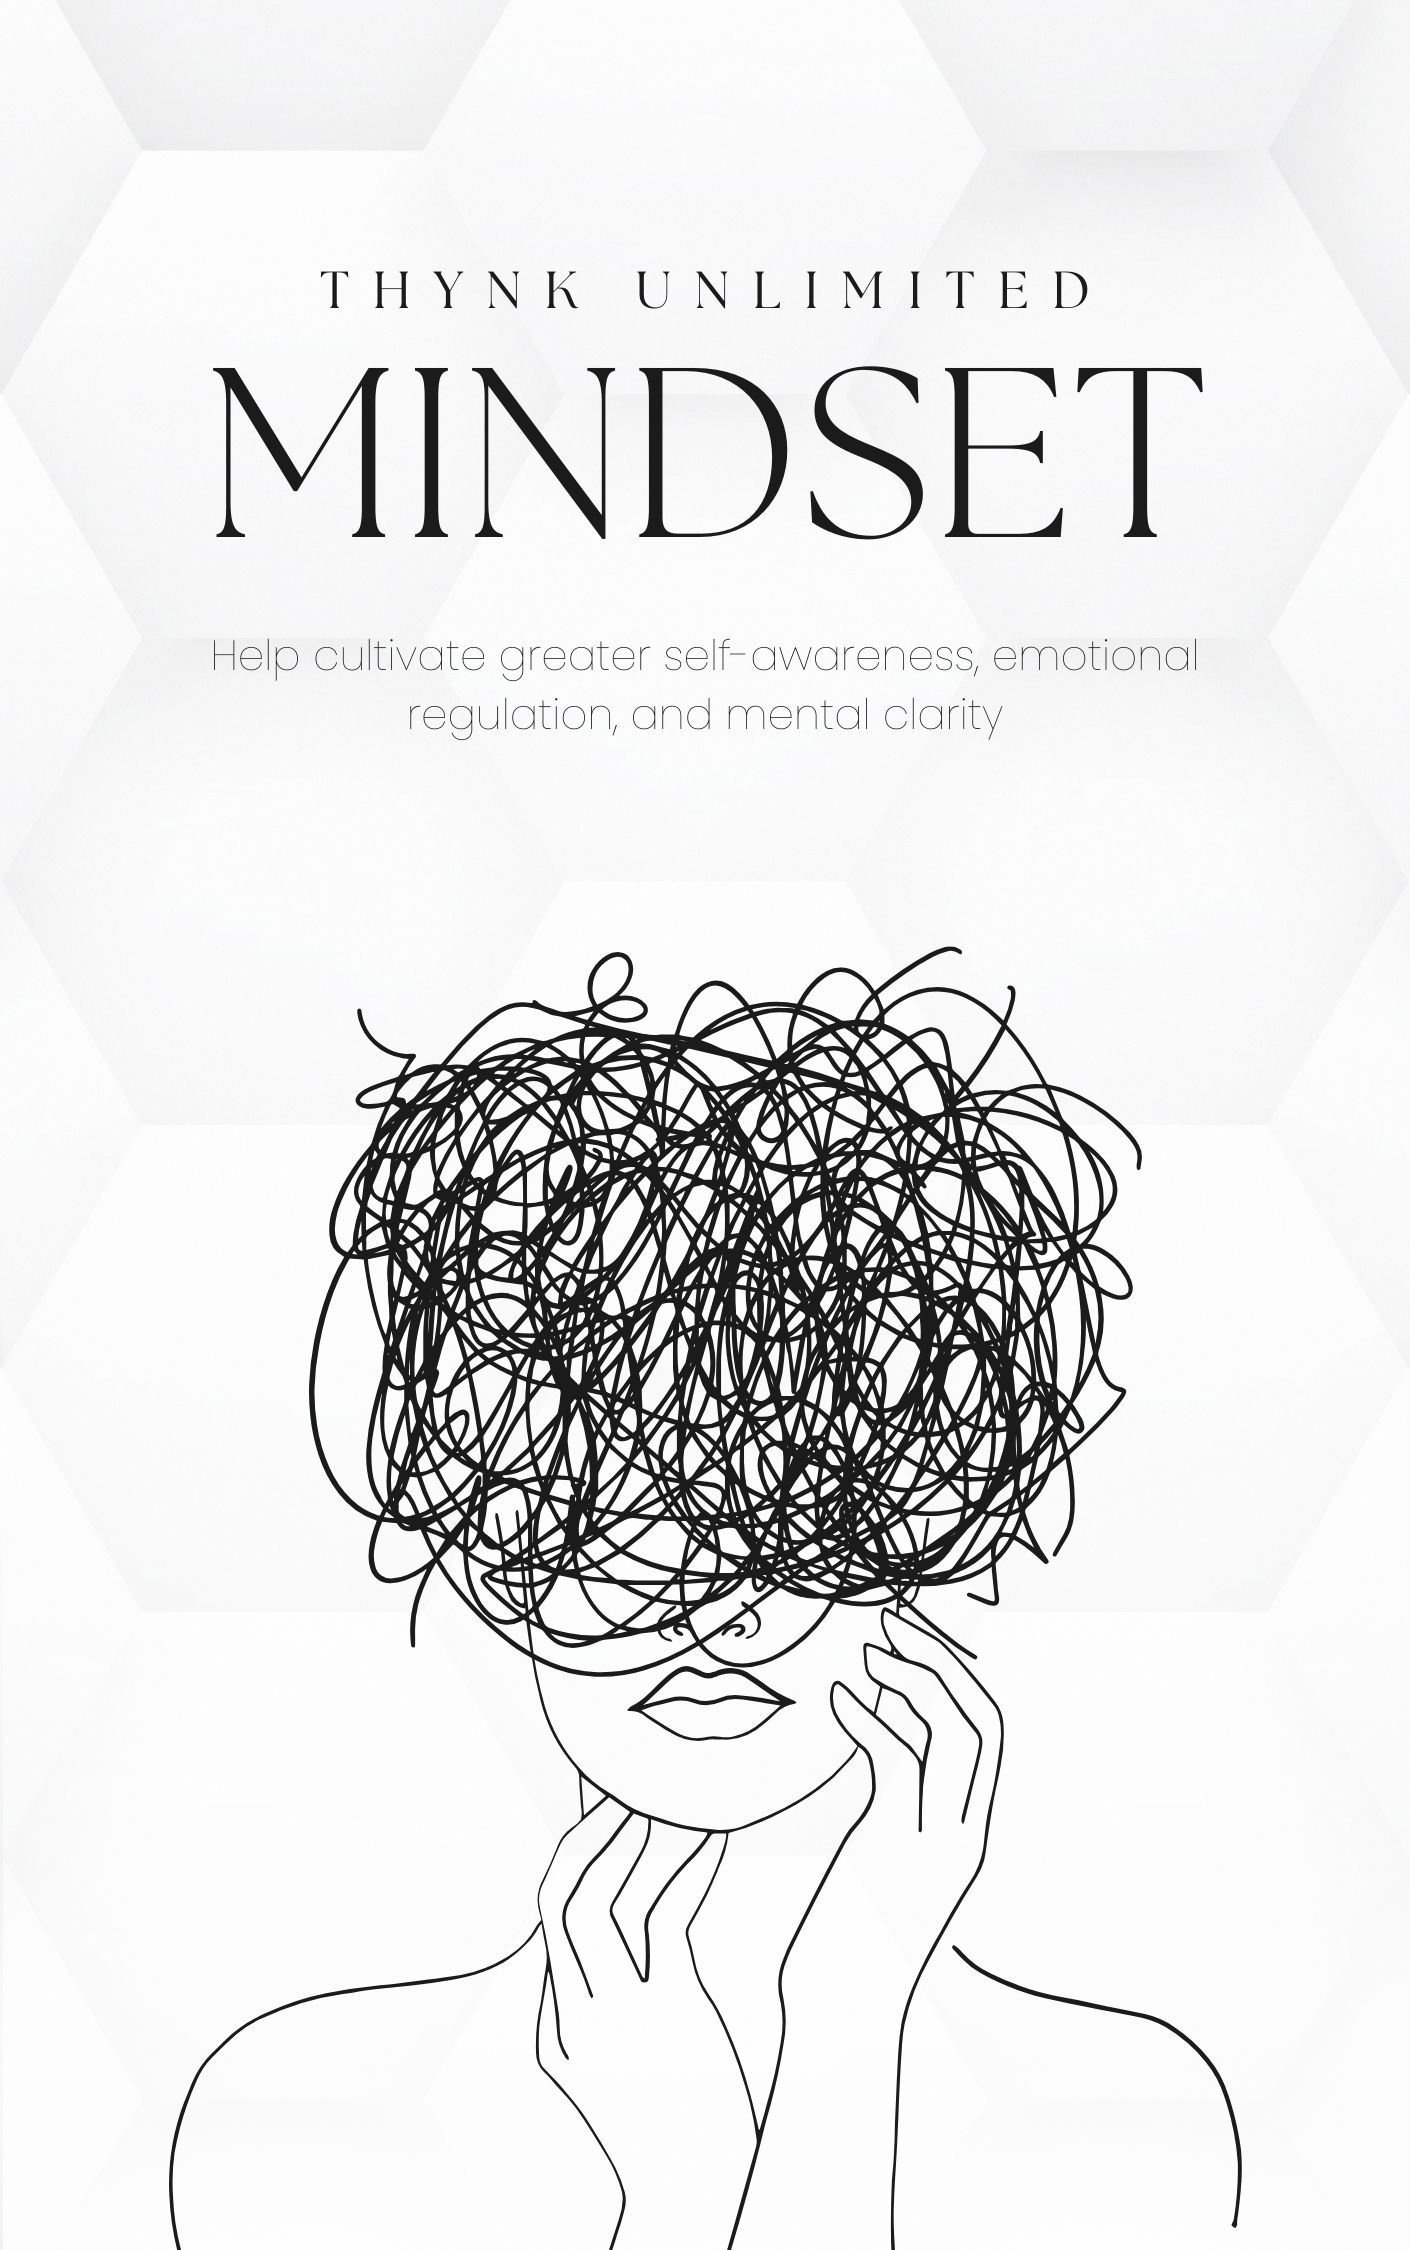 THYNK UNLIMITED
MINDSET
Help cultivate greater self-awareness, emotional
regulation, and mental clarity